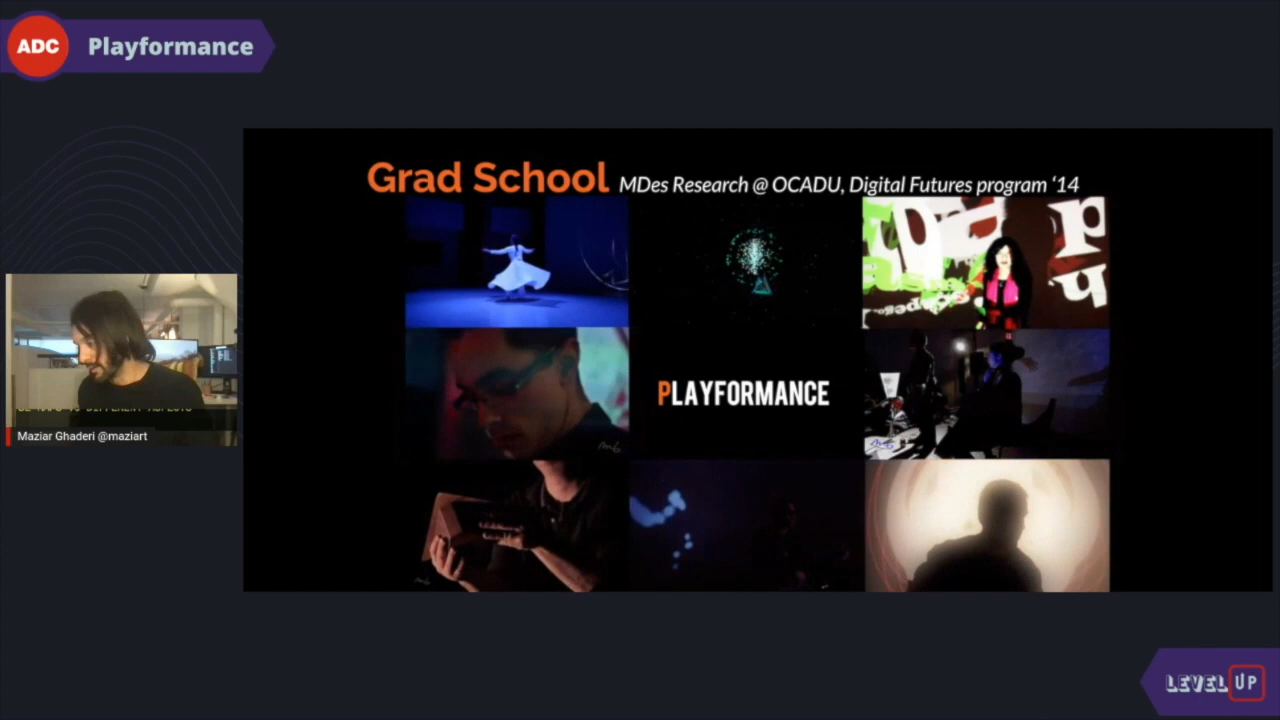 ADC
Playformance
Grad School MDes Research @ OCADU, Digital Futures program ‘14
PLAYFORMANCE
Maziar Ghaderi @maziart
LEVEL UP